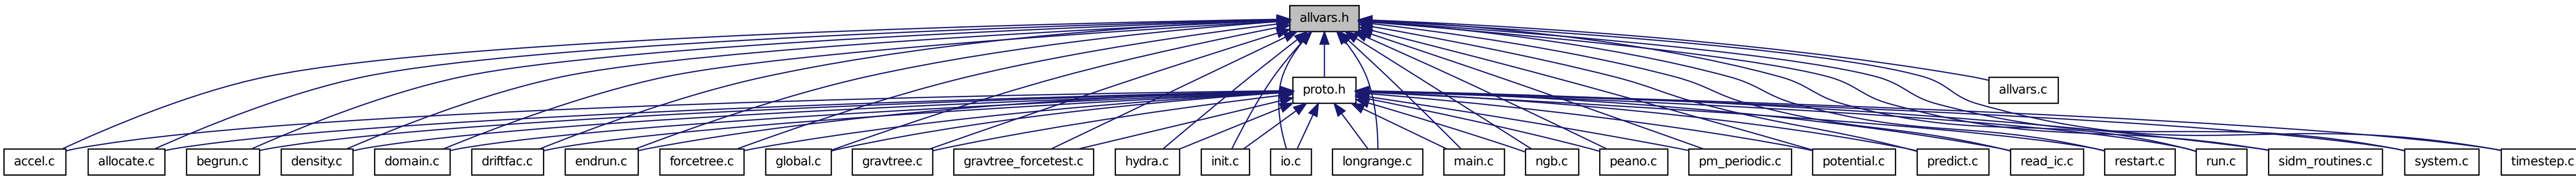 allvars.h
proto.h
allvars.c
accel.c
allocate.c
begrun.c
density.c
domain.c
driftfac.c
endrun.c
forcetree.c
global.c
gravtree.c
gravtree_forcetest.c
hydra.c
init.c
io.c
longrange.c
main.c
ngb.c
peano.c
pm_periodic.c
potential.c
predict.c
read_ic.c
restart.c
run.c
sidm_routines.c
system.c
timestep.c